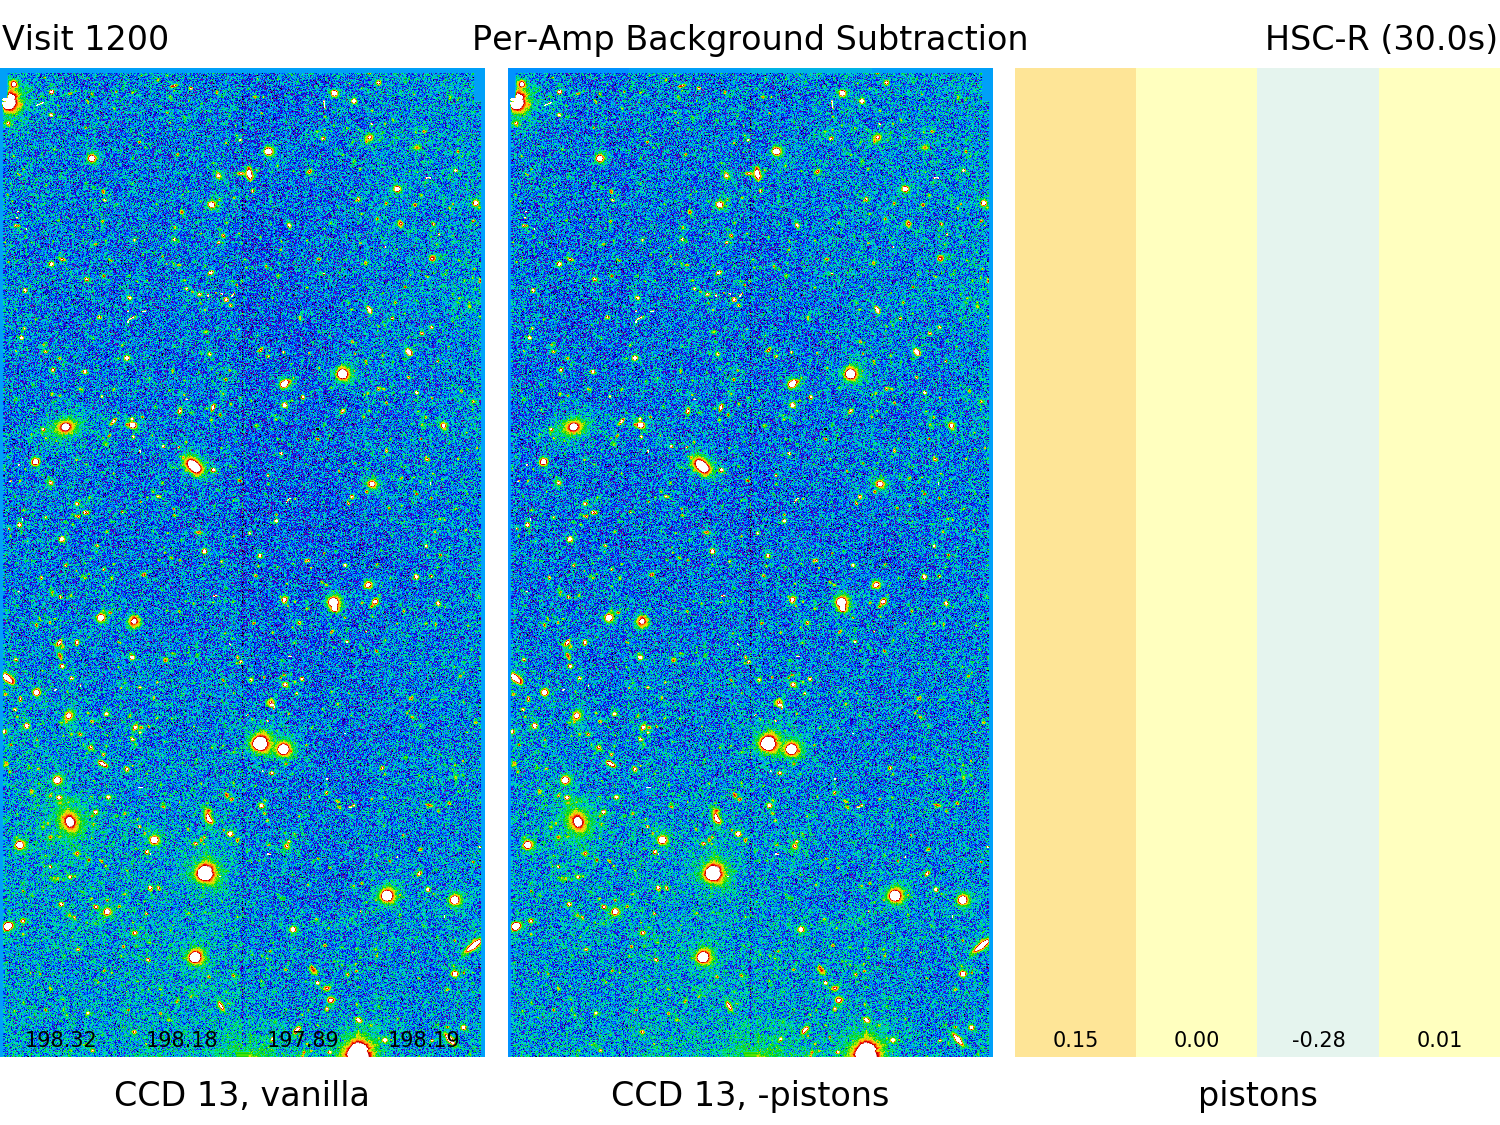 Visit 1200 Per-Amp Background Subtraction HSC-R (30.0s)
198.32 198.18 197.89 198.19 0.15 0.00 -0.28 0.01
CCD 13, vanilla CCD 13, -pistons pistons